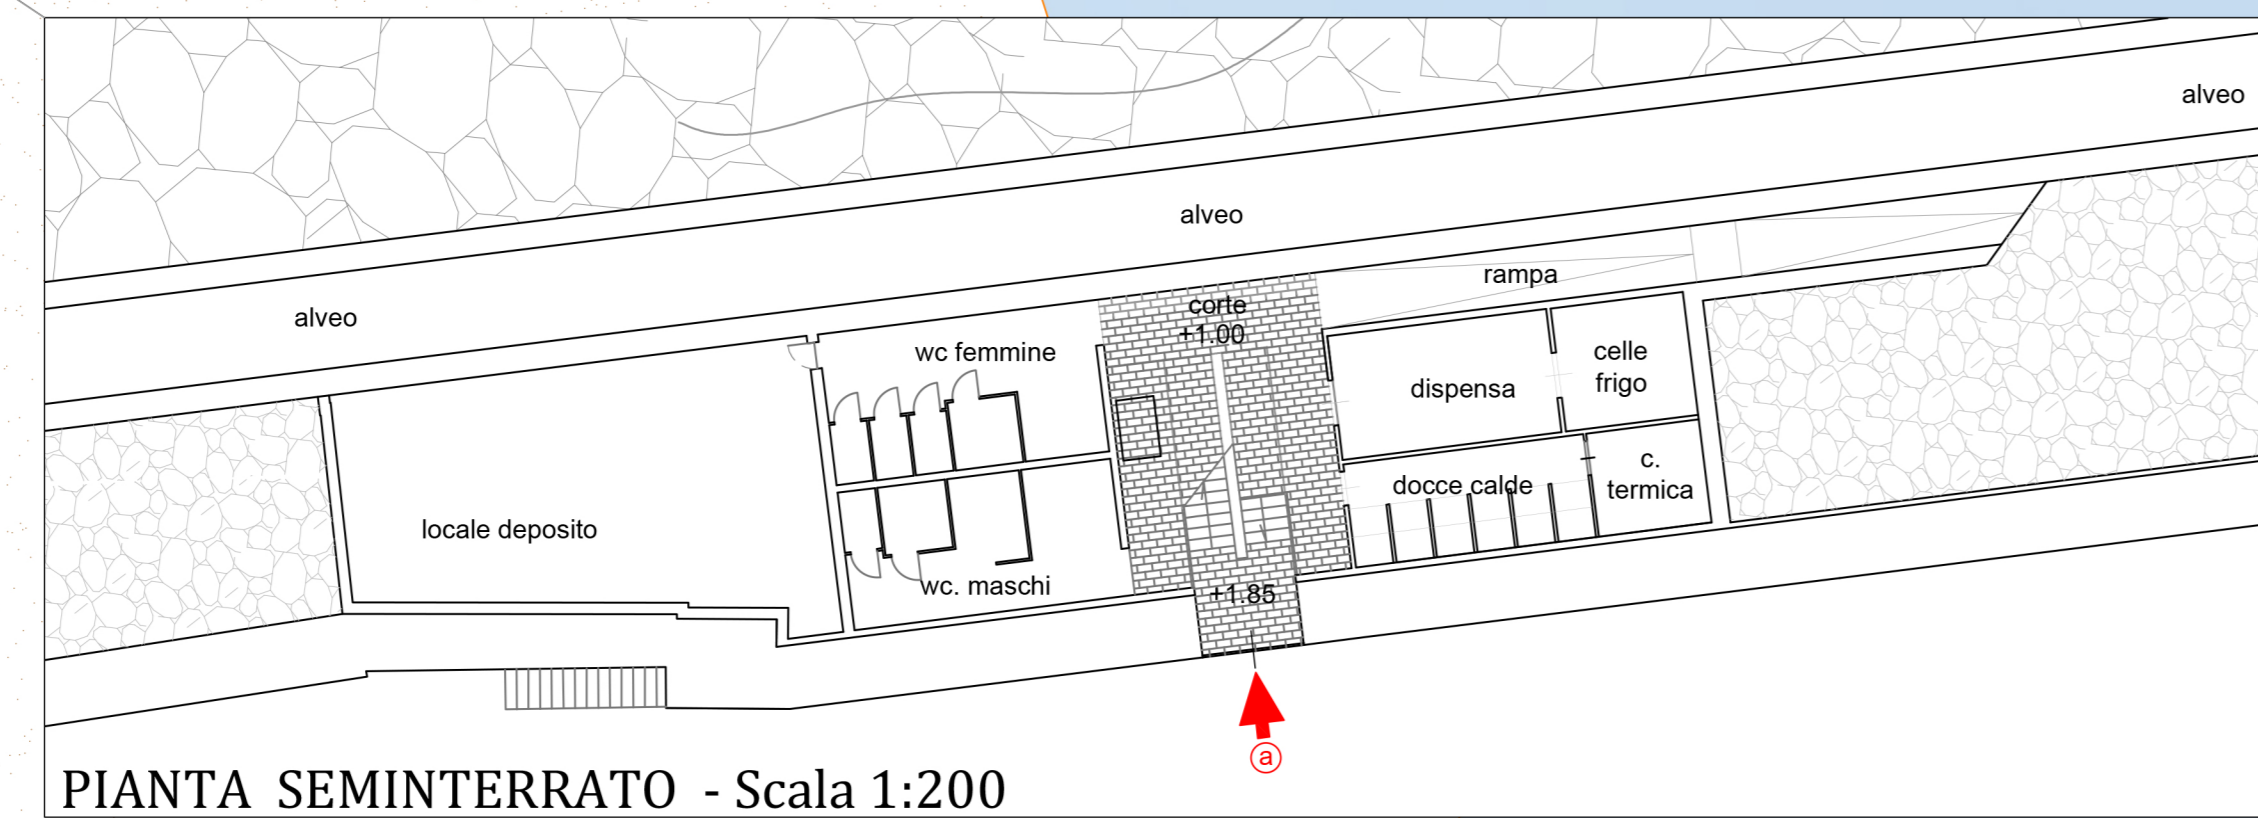 alveo
alveo
alveo
rampa
corte
+1.00
wc femmine
celle
frigo
dispensa
c.
termica
docce calde
locale deposito
wc. maschi
+1.85
a
PIANTA SEMINTERRATO - Scala 1:200